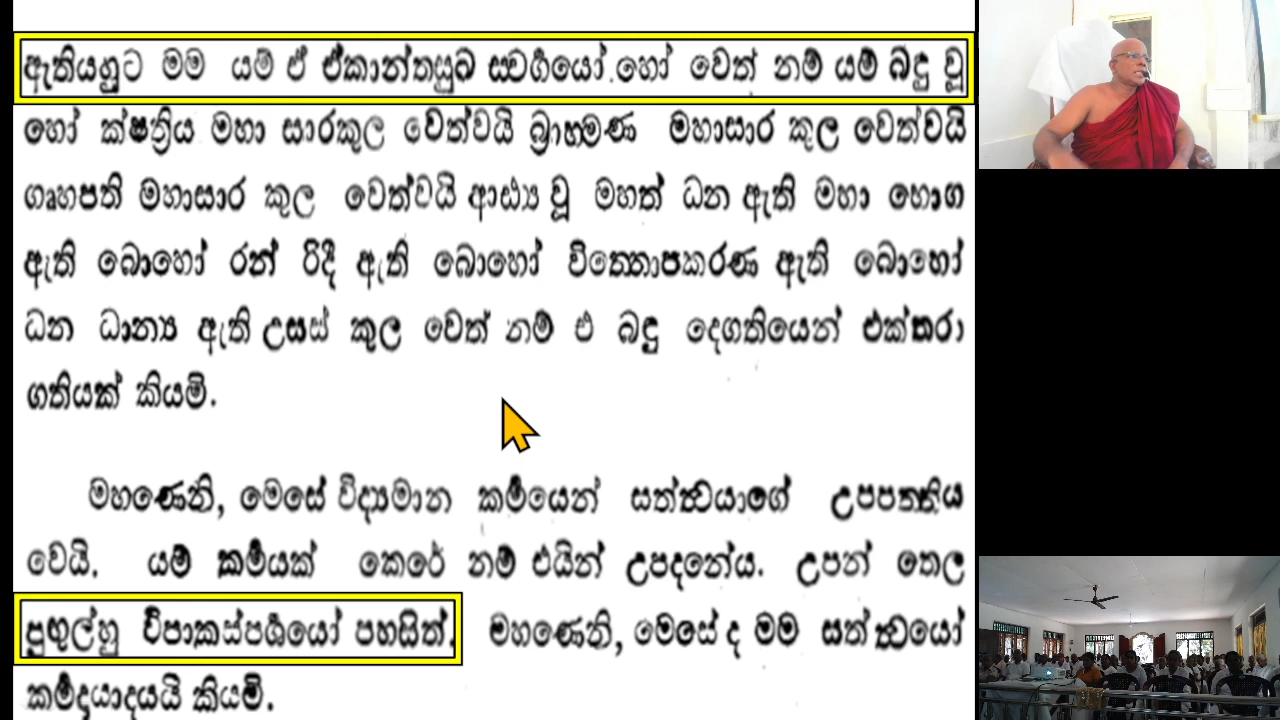 ඇතියහුට මම යම් ඒ ඒකාන්තසුඛ ස්වර්ගයෝ හෝ වෙත් නම් යම් බඳු වූ
හෝ ක්ෂත්‍රිය මහා සාරකුල වෙත්වයි බ්‍රාහ්මණ මහාසාර කුල වෙත්වයි
ගෘහපති මහාසාර කුල වෙත්වයි ආඪ්‍ය වූ මහත් ධන ඇති මහා භොග
ඇති බොහෝ රන් රිදී ඇති බොහෝ විත්තොපකරණ ඇති බොහෝ
ධන ධාන්‍ය ඇති උසස් කුල වෙත් නම් එ බඳු දෙගතියෙන් එක්තරා
ගතියක් කියමි.
මහණෙනි, මෙසේ විද්‍යමාන කර්මයෙන් සත්ත්‍වයාගේ උපපත්තිය
වෙයි. යම් කර්මයක් කෙරේ නම් එයින් උපදනේය. උපන් තෙල
පුඟුල්හු විපාකස්පර්ශයෝ පහසිත්. මහණෙනි, මෙසේ ද මම සත්ත්‍වයෝ
කර්මදායාදයයි කියමි.